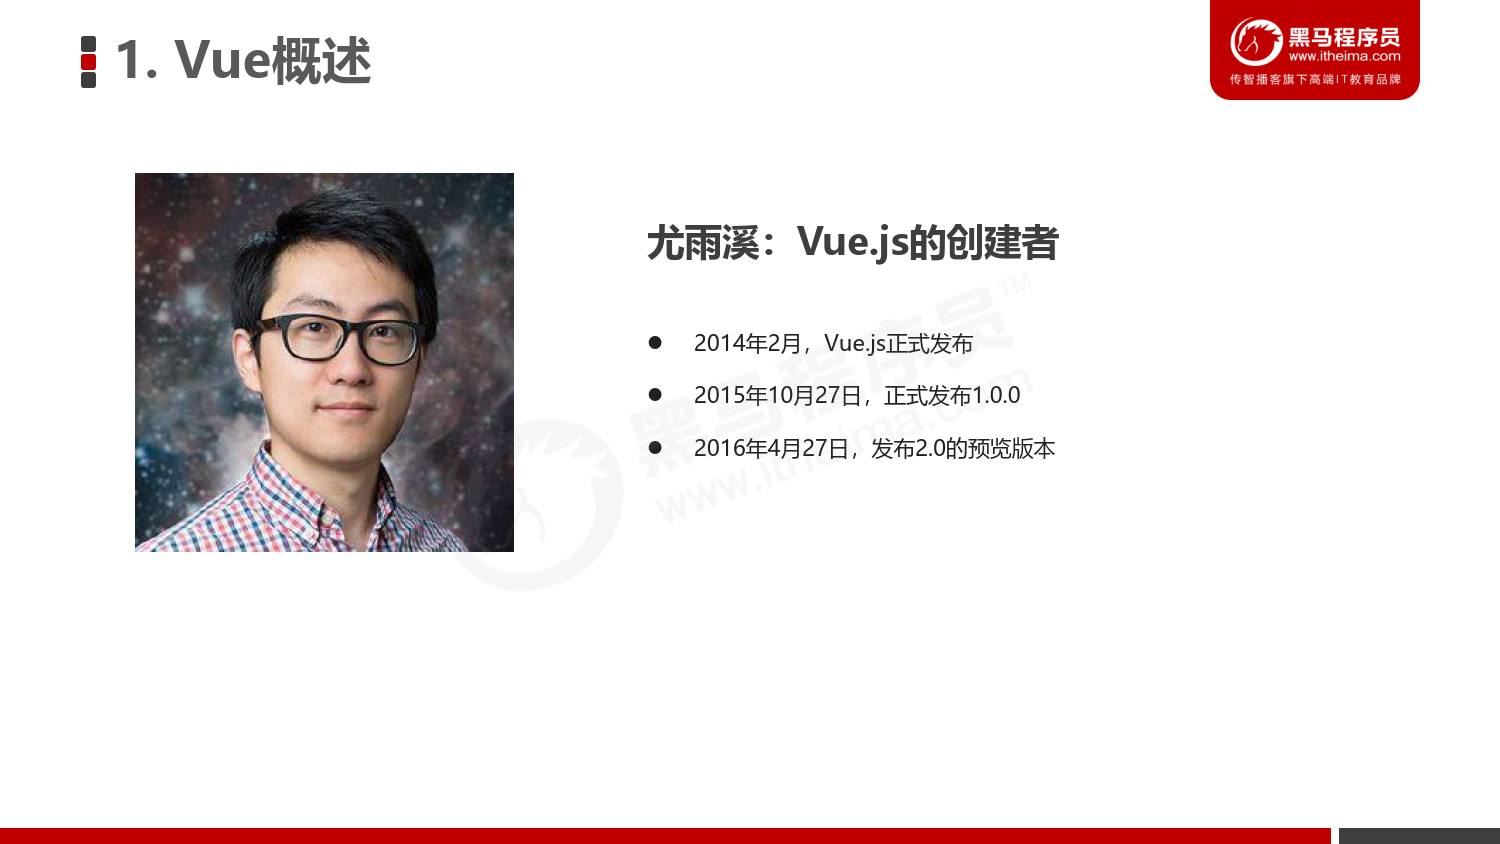 1. Vue概述
黑马程序员
www.itheima.com
传智播客旗下高端IT教育品牌
尤雨溪：Vue.js的创建者
● 2014年2月，Vue.js正式发布
● 2015年10月27日，正式发布1.0.0
● 2016年4月27日，发布2.0的预览版本
黑马程序员™
www.itheima.com